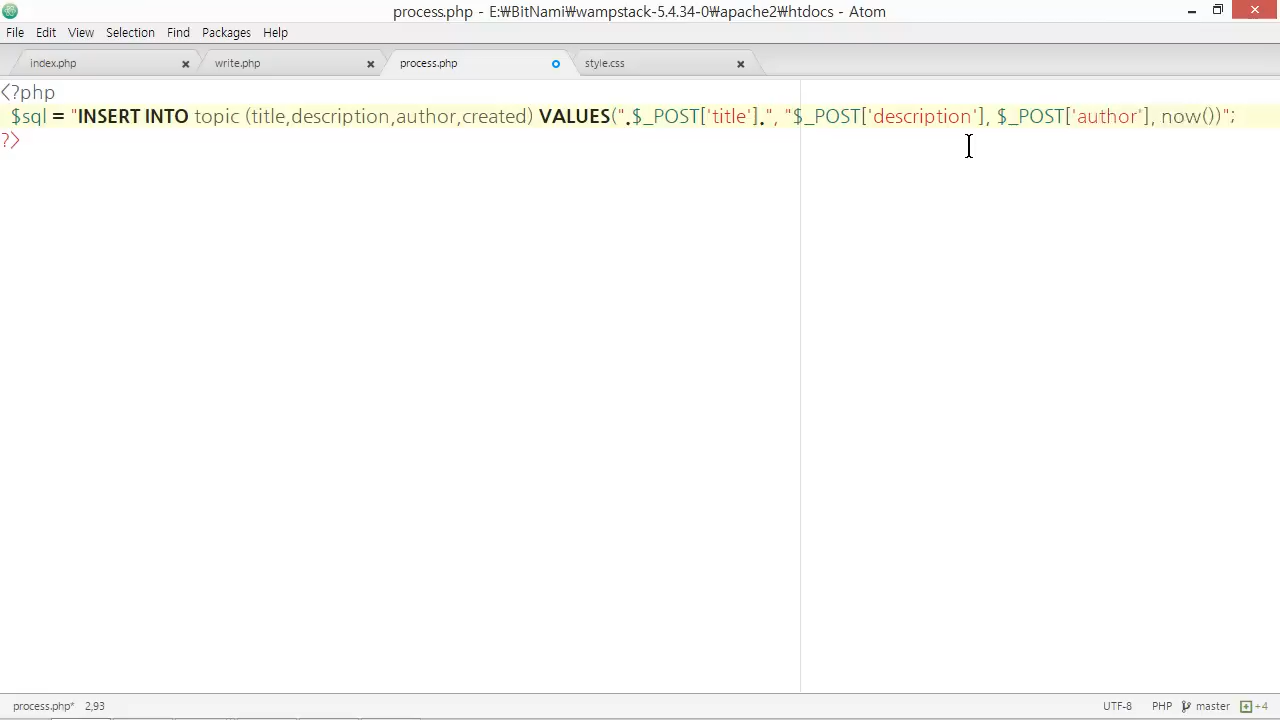 process.php - E:₩BitNami₩wampstack-5.4.34-0₩apache2₩htdocs - Atom
File Edit View Selection Find Packages Help
index.php write.php process.php style.css
<?php
$sql = "INSERT INTO topic (title,description,author,created) VALUES(".$_POST['title'].", "$_POST['description'], $_POST['author'], now())";
?>
process.php* 2,93 UTF-8 PHP master +4